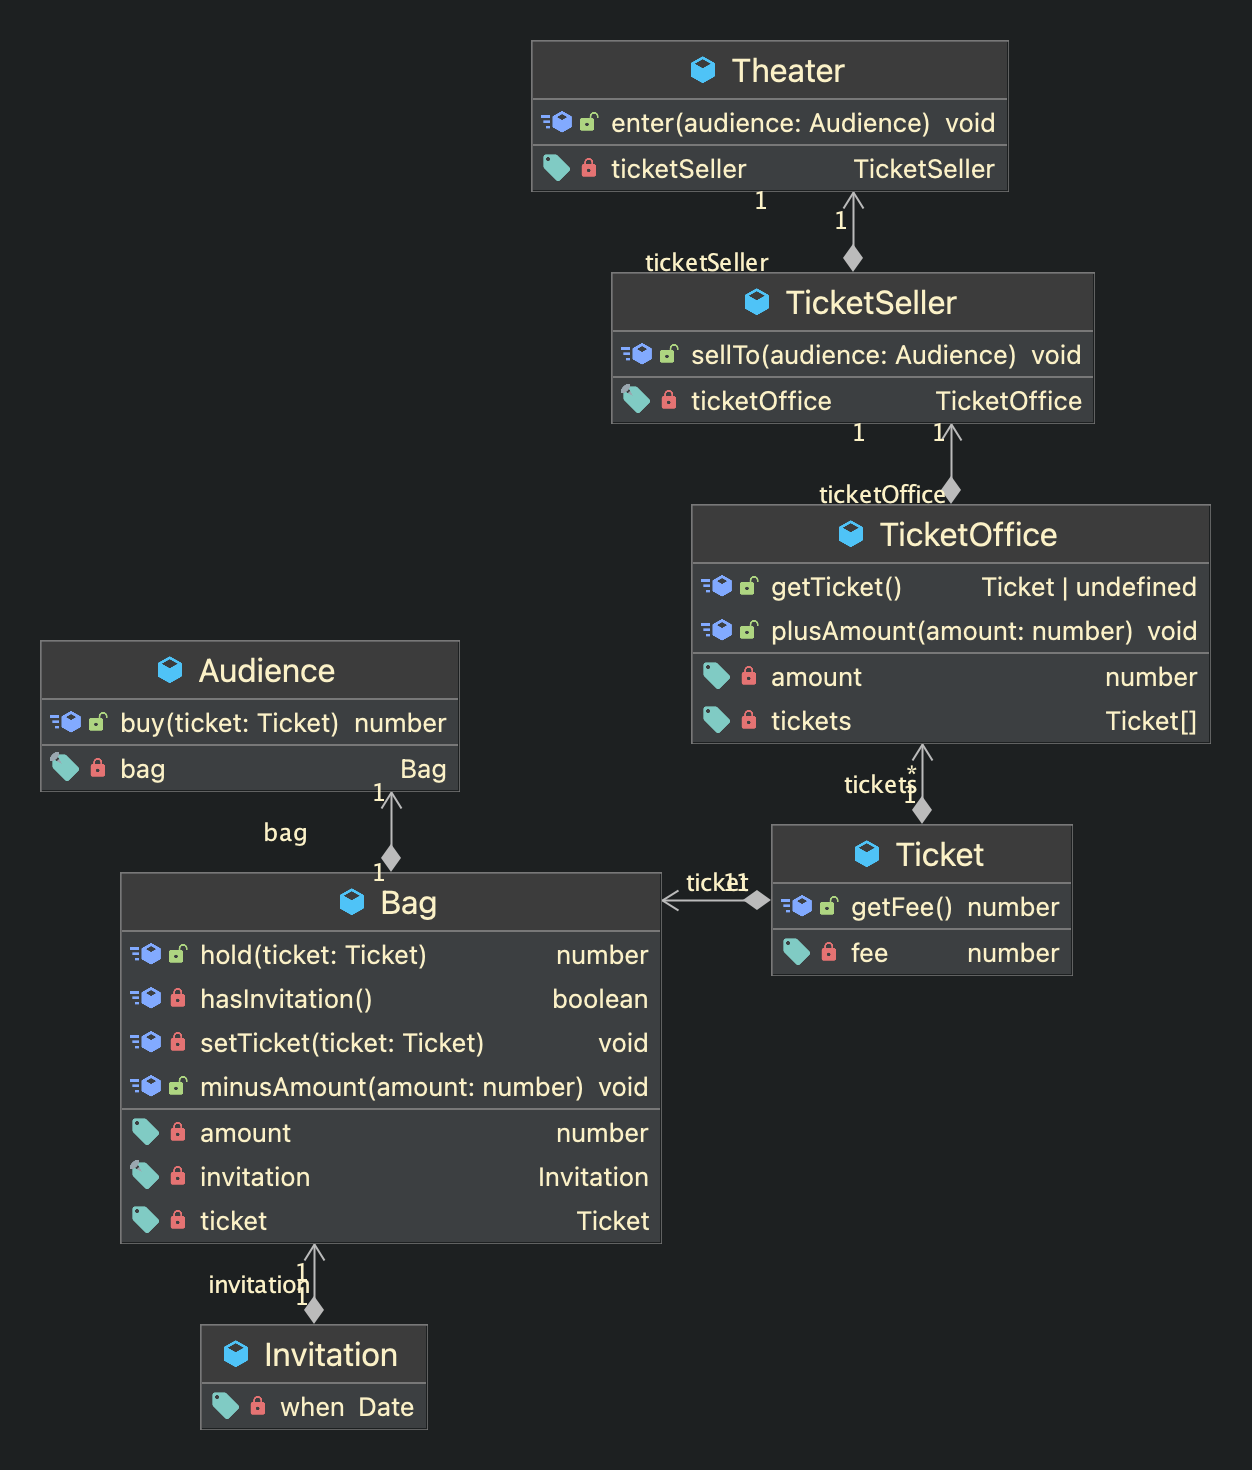 Theater
enter(audience: Audience) void
ticketSeller TicketSeller
1
1
ticketSeller
TicketSeller
sellTo(audience: Audience) void
ticketOffice TicketOffice
1 1
ticketOffice
TicketOffice
getTicket() Ticket | undefined
plusAmount(amount: number) void
amount number
tickets Ticket[]
*
tickets
1
Audience
buy(ticket: Ticket) number
bag Bag
1
bag
1
Ticket
getFee() number
fee number
ticket 11
Bag
hold(ticket: Ticket) number
hasInvitation() boolean
setTicket(ticket: Ticket) void
minusAmount(amount: number) void
amount number
invitation Invitation
ticket Ticket
1
invitation
1
Invitation
when Date